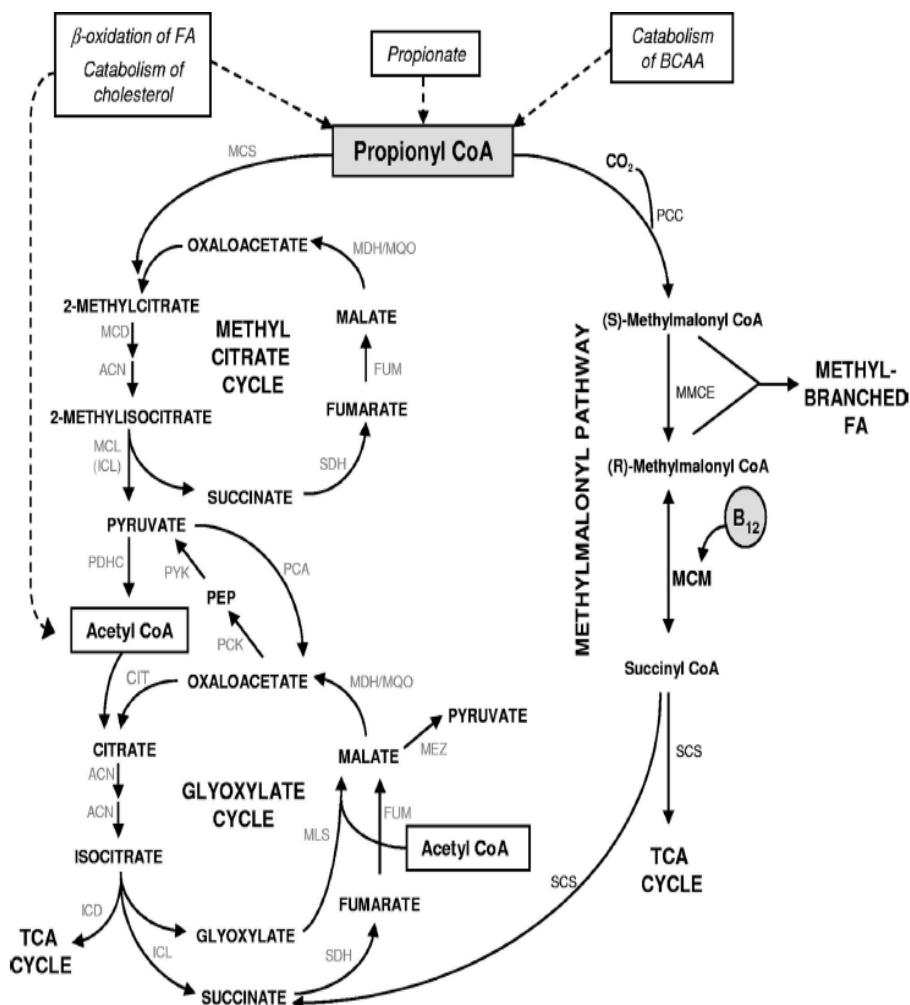 β-oxidation of FA
Catabolism of
cholesterol
Propionate
Catabolism
of BCAA
Propionyl CoA
MCS
CO2
PCC
OXALOACETATE
MDH/MQO
2-METHYLCITRATE
MCD
ACN
METHYL
CITRATE
CYCLE
MALATE
FUM
FUMARATE
2-METHYLISOCITRATE
MCL
(ICL)
SDH
SUCCINATE
(S)-Methylmalonyl CoA
MMCE
METHYL-
BRANCHED
FA
(R)-Methylmalonyl CoA
METHYLMALONYL PATHWAY
B12
MCM
Succinyl CoA
SCS
TCA
CYCLE
SCS
PYRUVATE
PDHC
PYK
PCA
PEP
PCK
Acetyl CoA
CIT
OXALOACETATE
MDH/MQO
PYRUVATE
MEZ
CITRATE
MALATE
ACN
ACN
GLYOXYLATE
CYCLE
MLS
FUM
Acetyl CoA
ISOCITRATE
FUMARATE
ICD
TCA
CYCLE
GLYOXYLATE
ICL
SDH
SUCCINATE